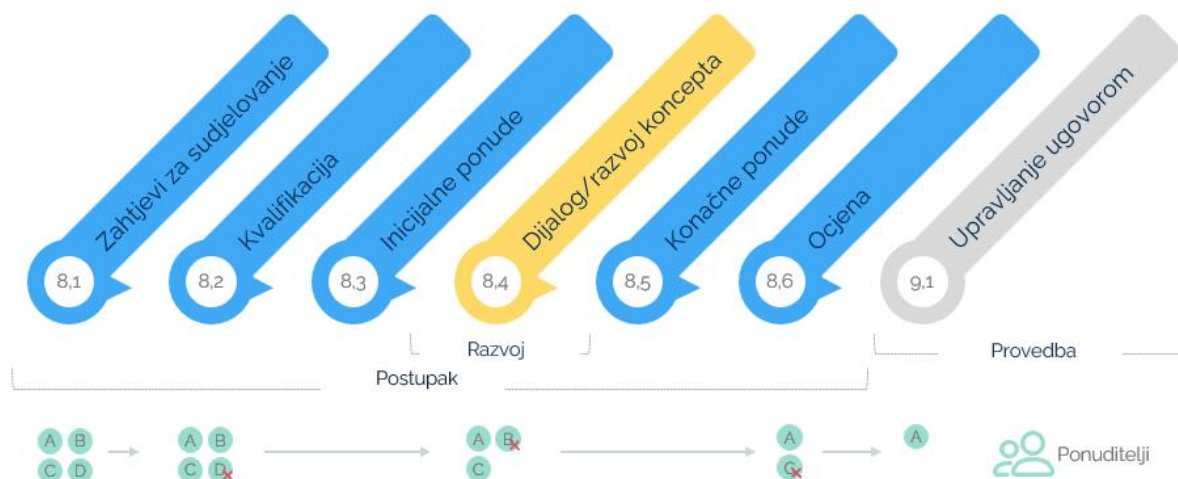 Zahtjevi za sudjelovanje
Kvalifikacija
Inicijalne ponude
Dijalog/razvoj koncepta
Konačne ponude
Ocjena
Upravljanje ugovorom
8,1
8,2
8,3
8,4
8,5
8,6
9,1
Razvoj
Provedba
Postupak
A B
C D
A B
C D
A B
C
A
C
A
Ponuditelji